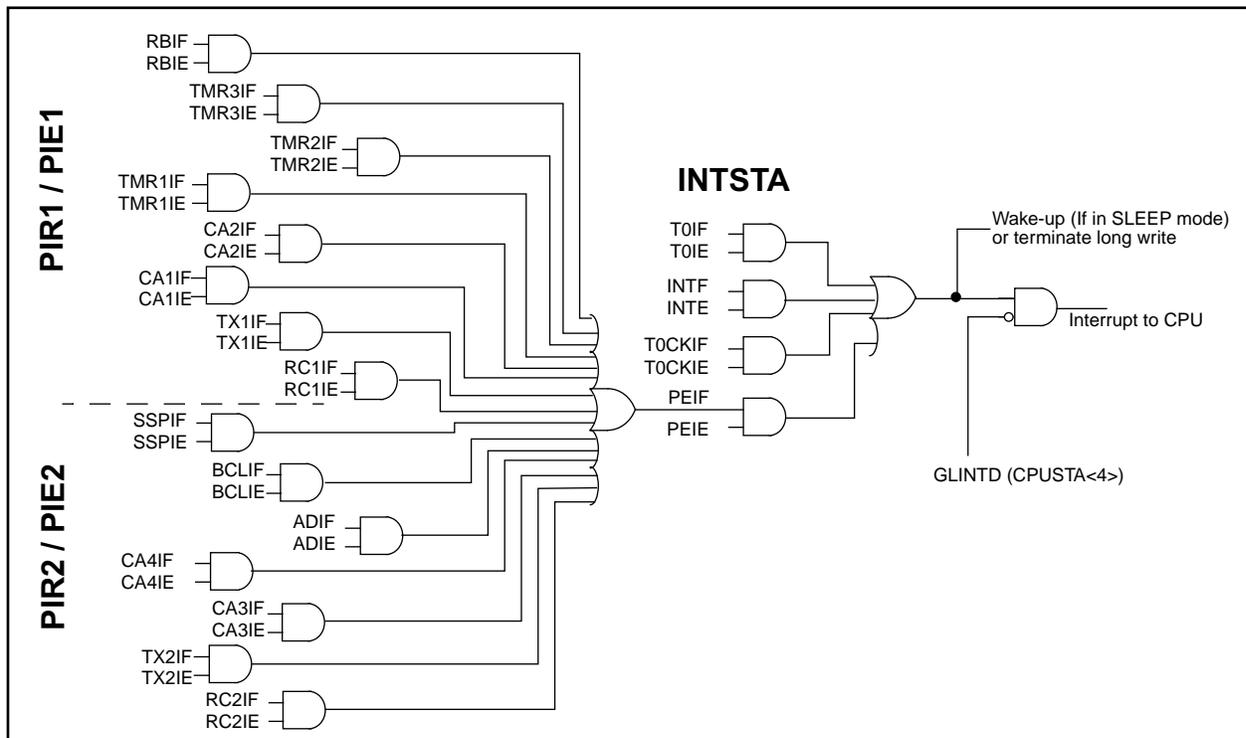 PIR1 / PIE1
RBIF
RBIE
TMR3IF
TMR3IE
TMR2IF
TMR2IE
TMR1IF
TMR1IE
CA2IF
CA2IE
CA1IF
CA1IE
TX1IF
TX1IE
RC1IF
RC1IE
PIR2 / PIE2
SSPIF
SSPIE
BCLIF
BCLIE
ADIF
ADIE
CA4IF
CA4IE
CA3IF
CA3IE
TX2IF
TX2IE
RC2IF
RC2IE
INTSTA
T0IF
T0IE
INTF
INTE
T0CKIF
T0CKIE
PEIF
PEIE
Wake-up (If in SLEEP mode)
or terminate long write
Interrupt to CPU
GLINTD (CPUSTA<4>)